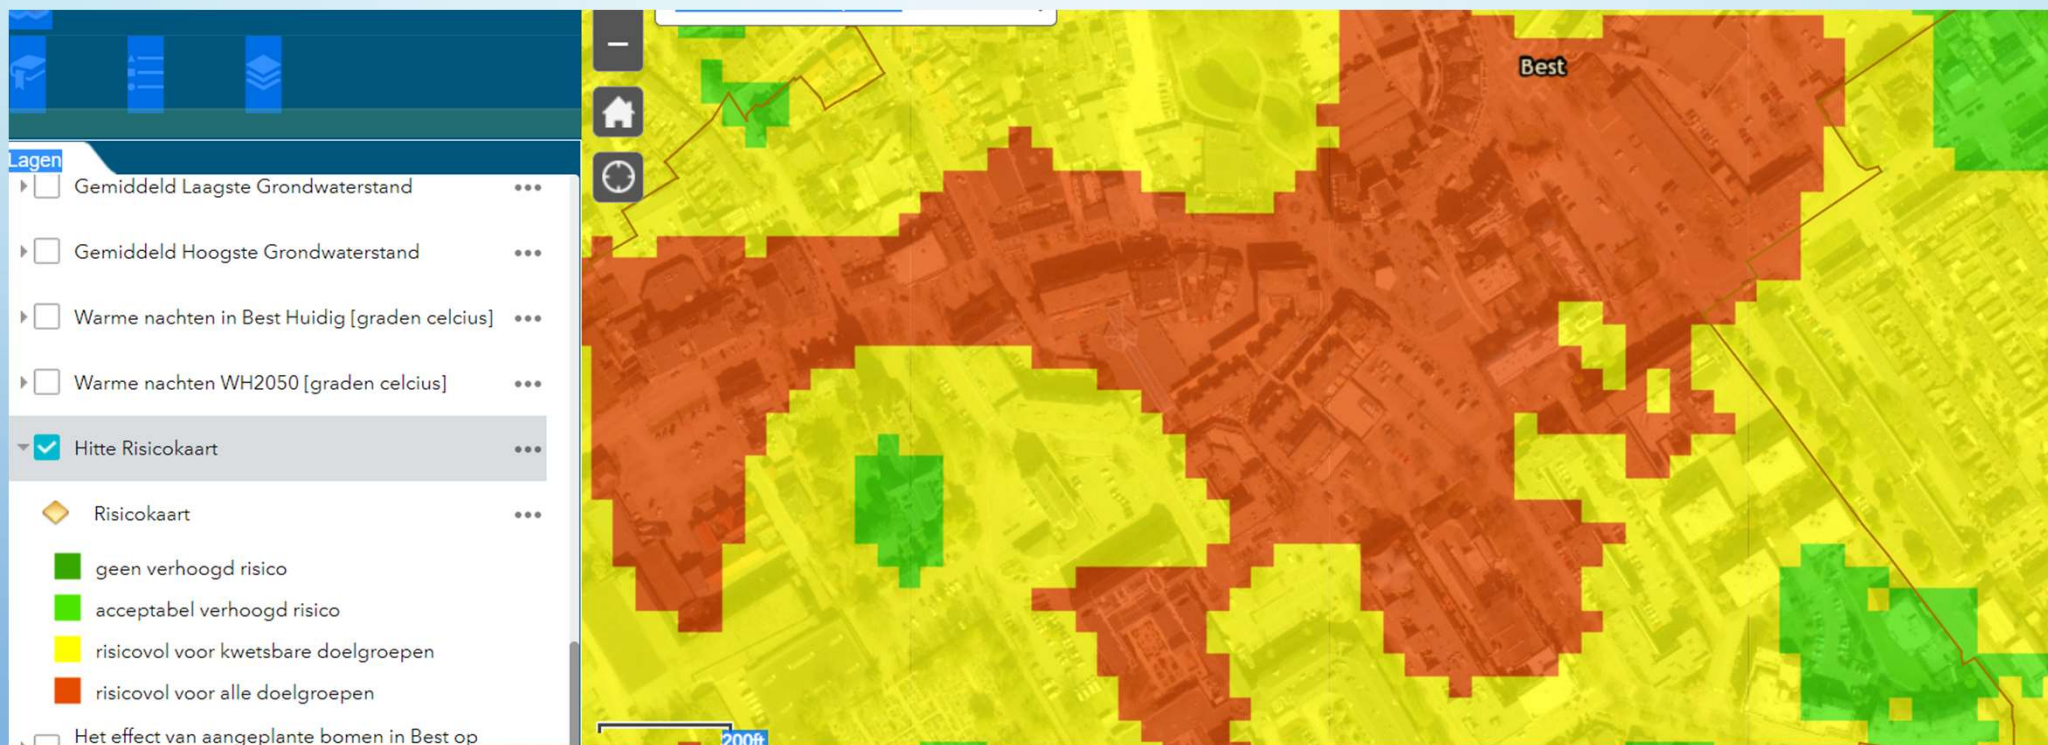 Lagen
Gemiddeld Laagste Grondwaterstand
Gemiddeld Hoogste Grondwaterstand
Warme nachten in Best Huidig [graden celcius]
Warme nachten WH2050 [graden celcius]
Hitte Risicokaart
Risicokaart
geen verhoogd risico
acceptabel verhoogd risico
risicovol voor kwetsbare doelgroepen
risicovol voor alle doelgroepen
Het effect van aangeplante bomen in Best op
Best
200ft